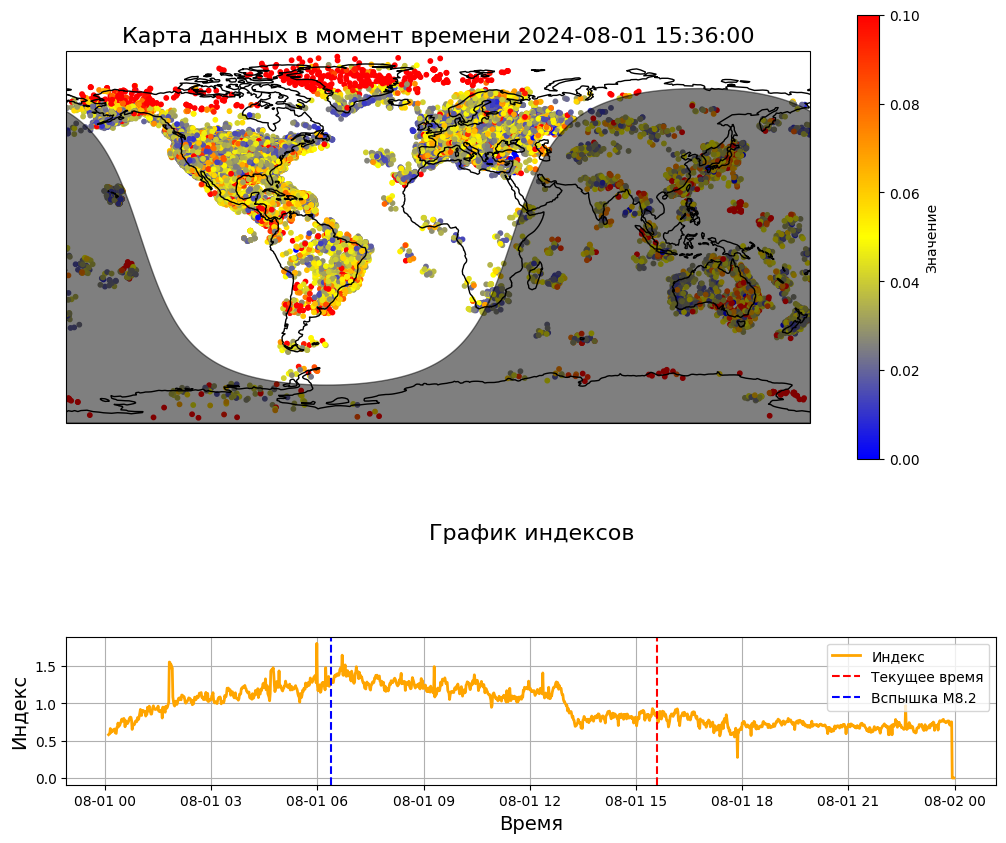 Карта данных в момент времени 2024-08-01 15:36:00
0.10
0.08
0.06
0.04
0.02
0.00
Значение
График индексов
Индекс
1.5
1.0
0.5
0.0
Индекс
Текущее время
Вспышка M8.2
08-01 00
08-01 03
08-01 06
08-01 09
08-01 12
08-01 15
08-01 18
08-01 21
08-02 00
Время